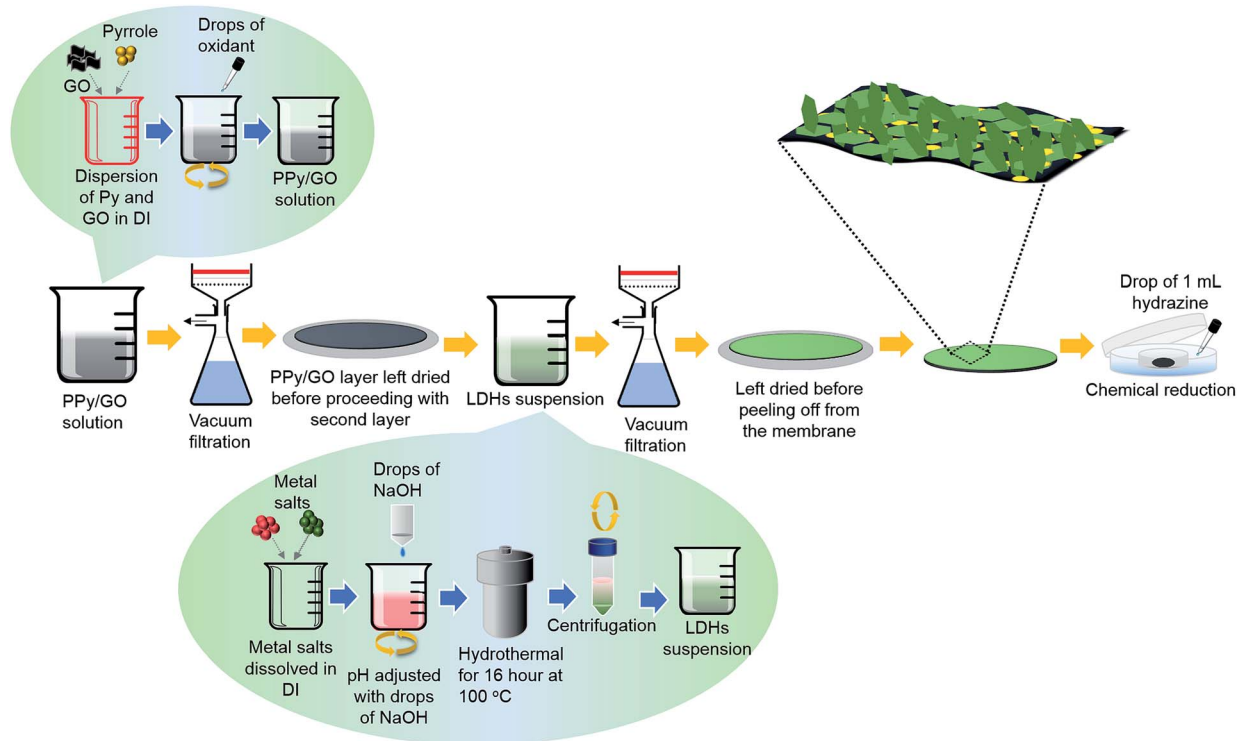 Pyrrole
GO
Drops of
oxidant
Dispersion
of Py and
GO in DI
PPy/GO
solution
PPy/GO
solution
Vacuum
filtration
PPy/GO layer left dried
before proceeding with
second layer
LDHs suspension
Vacuum
filtration
Left dried before
peeling off from
the membrane
Drop of 1 mL
hydrazine
Chemical reduction
Metal
salts
Metal salts
dissolved in
DI
Drops of
NaOH
pH adjusted
with drops
of NaOH
Hydrothermal
for 16 hour at
100 ºC
Centrifugation
LDHs
suspension